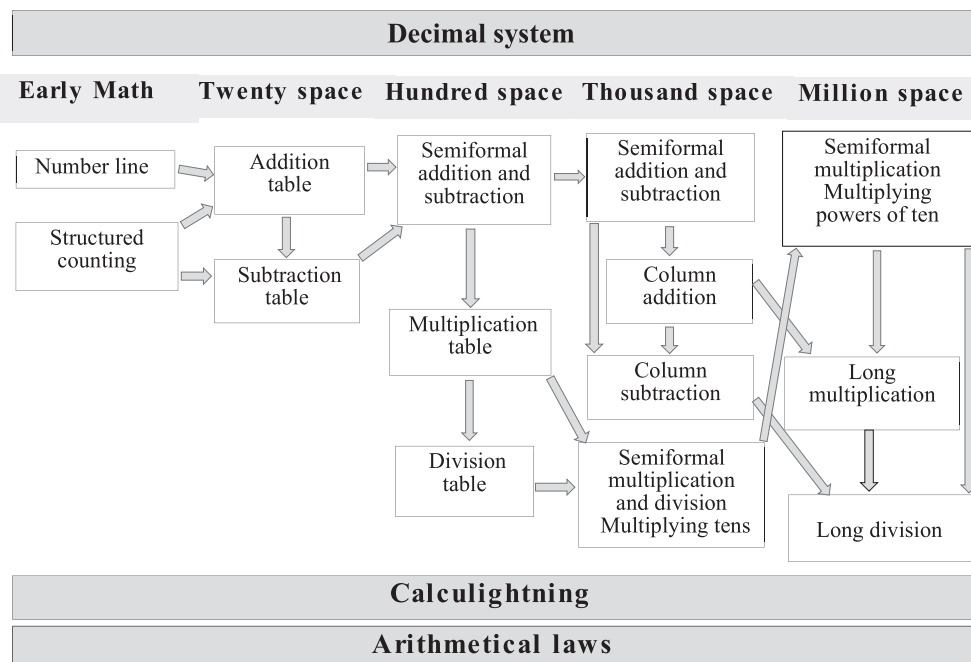 Decimal system
Early Math
Twenty space
Hundred space
Thousand space
Million space
Number line
Structured
counting
Addition
table
Subtraction
table
Semiformal
addition and
subtraction
Multiplication
table
Division
table
Semiformal
addition and
subtraction
Column
addition
Column
subtraction
Semiformal
multiplication
and division
Multiplying tens
Semiformal
multiplication
Multiplying
powers of ten
Long
multiplication
Long division
Calculightning
Arithmetical laws